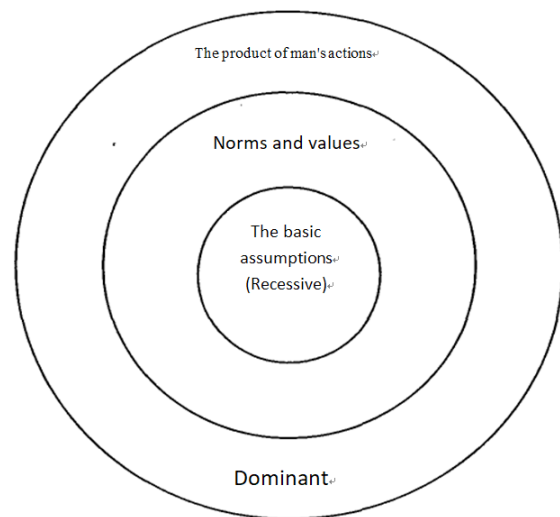 The product of man's actions
Norms and values
The basic
assumptions
(Recessive)
Dominant